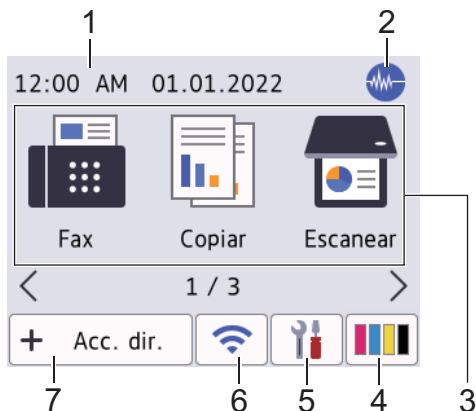 1 2
12:00 AM 01.01.2022
Fax Copiar Escanear
1 / 3
+ Acc. dir.
7 6 5 4 3